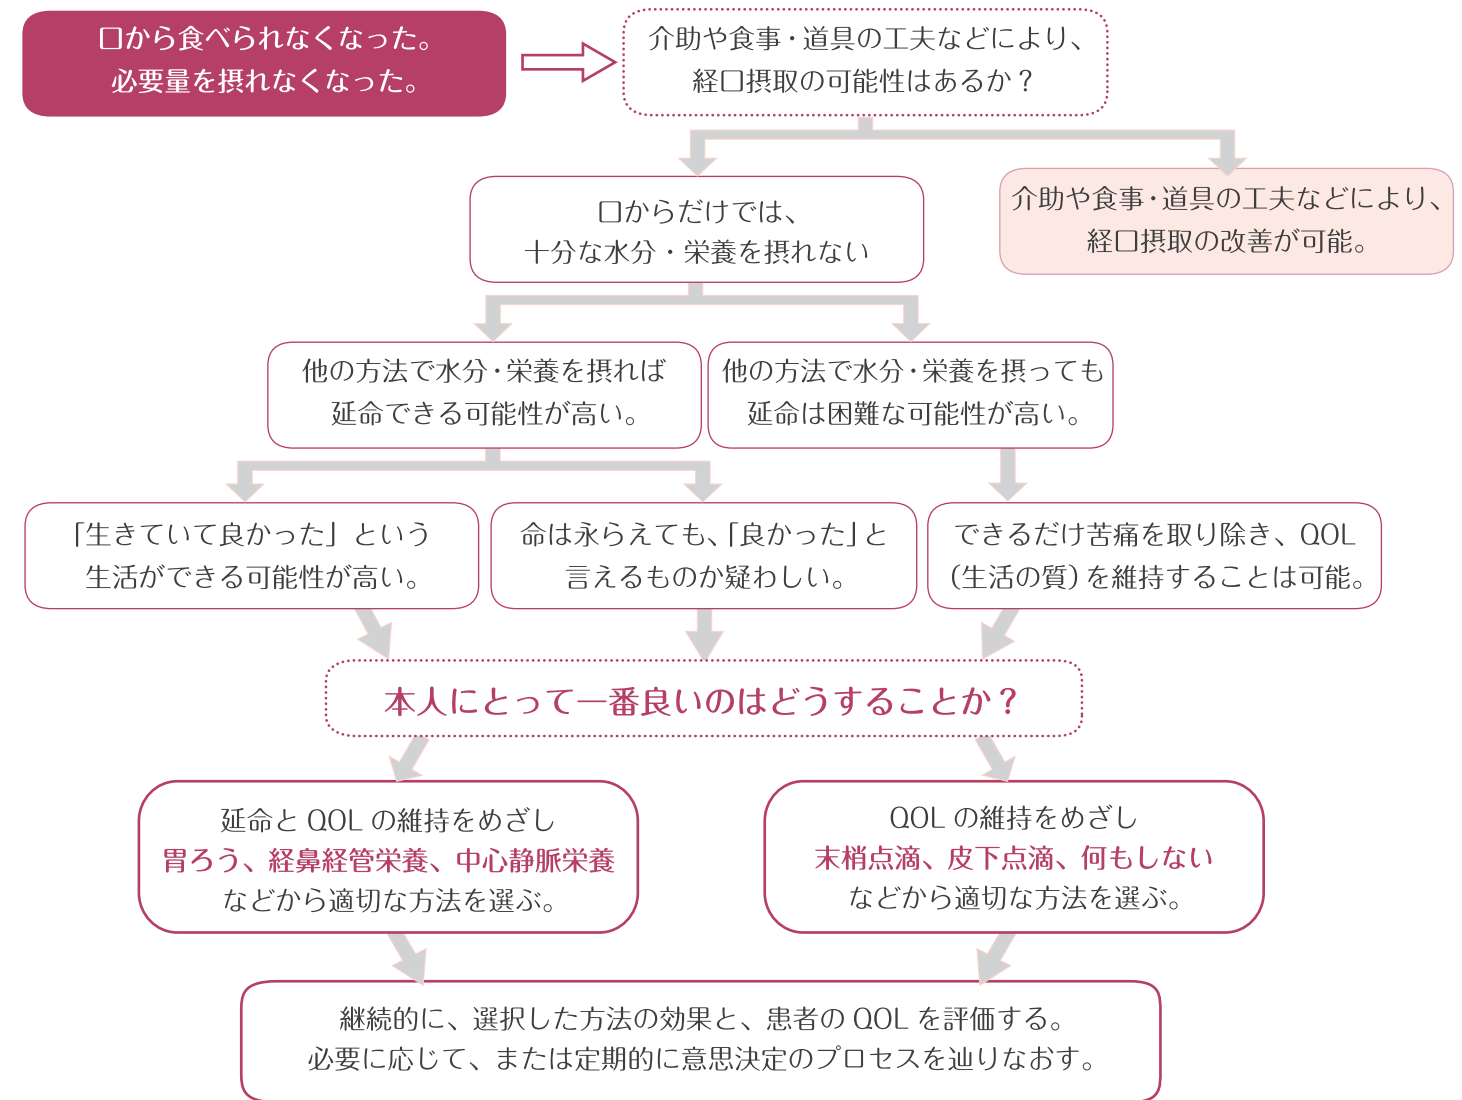 口から食べられなくなった。
必要量を摂れなくなった。
介助や食事・道具の工夫などにより、
経口摂取の可能性はあるか？
口からだけでは、
十分な水分・栄養を摂れない
介助や食事・道具の工夫などにより、
経口摂取の改善が可能。
他の方法で水分・栄養を摂れば
延命できる可能性が高い。
他の方法で水分・栄養を摂っても
延命は困難な可能性が高い。
「生きていて良かった」という
生活ができる可能性が高い。
命は永らえても、「良かった」と
言えるものか疑わしい。
できるだけ苦痛を取り除き、QOL
（生活の質）を維持することは可能。
本人にとって一番良いのはどうすることか？
延命と QOL の維持をめざし
胃ろう、経鼻経管栄養、中心静脈栄養
などから適切な方法を選ぶ。
QOL の維持をめざし
末梢点滴、皮下点滴、何もしない
などから適切な方法を選ぶ。
継続的に、選択した方法の効果と、患者の QOL を評価する。
必要に応じて、または定期的に意思決定のプロセスを辿りなおす。